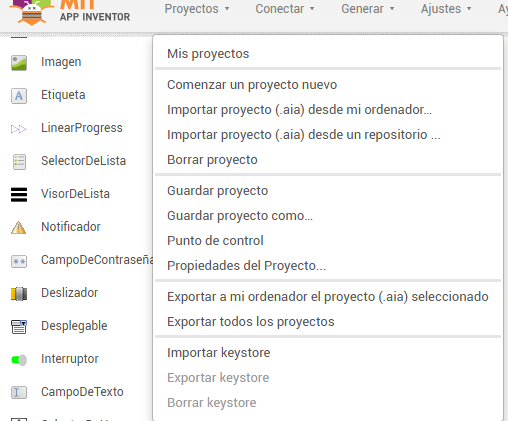 MIT
APP INVENTOR
Proyectos
Conectar
Generar
Ajustes
Imagen
Etiqueta
LinearProgress
SelectorDeLista
VisorDeLista
Notificador
CampoDeContraseña
Deslizador
Desplegable
Interruptor
CampoDeTexto
Mis proyectos
Comenzar un proyecto nuevo
Importar proyecto (.aia) desde mi ordenador...
Importar proyecto (.aia) desde un repositorio ...
Borrar proyecto
Guardar proyecto
Guardar proyecto como...
Punto de control
Propiedades del Proyecto...
Exportar a mi ordenador el proyecto (.aia) seleccionado
Exportar todos los proyectos
Importar keystore
Exportar keystore
Borrar keystore